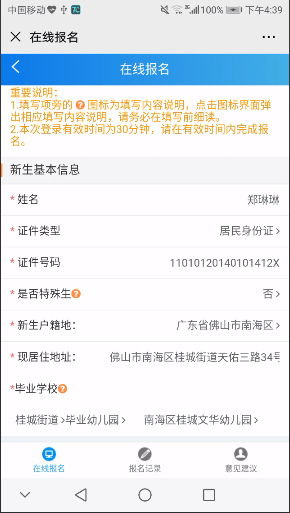 中国移动 100% 下午4:39
× 在线报名 ···
在线报名
重要说明：
1.填写项旁的?图标为填写内容说明，点击图标界面弹
出相应填写内容说明，请务必在填写前细读。
2.本次登录有效时间为30分钟，请在有效时间内完成报
名。
新生基本信息
* 姓名 郑琳琳
* 证件类型 居民身份证 >
* 证件号码 11010120140101412X
* 是否特殊生? 否 >
* 新生户籍地： 广东省佛山市南海区 >
* 现居住地址： 佛山市南海区桂城街道天佑三路34号
*毕业学校?
桂城街道 >毕业幼儿园 > 南海区桂城文华幼儿园 >
在线报名 报名记录 意见建议